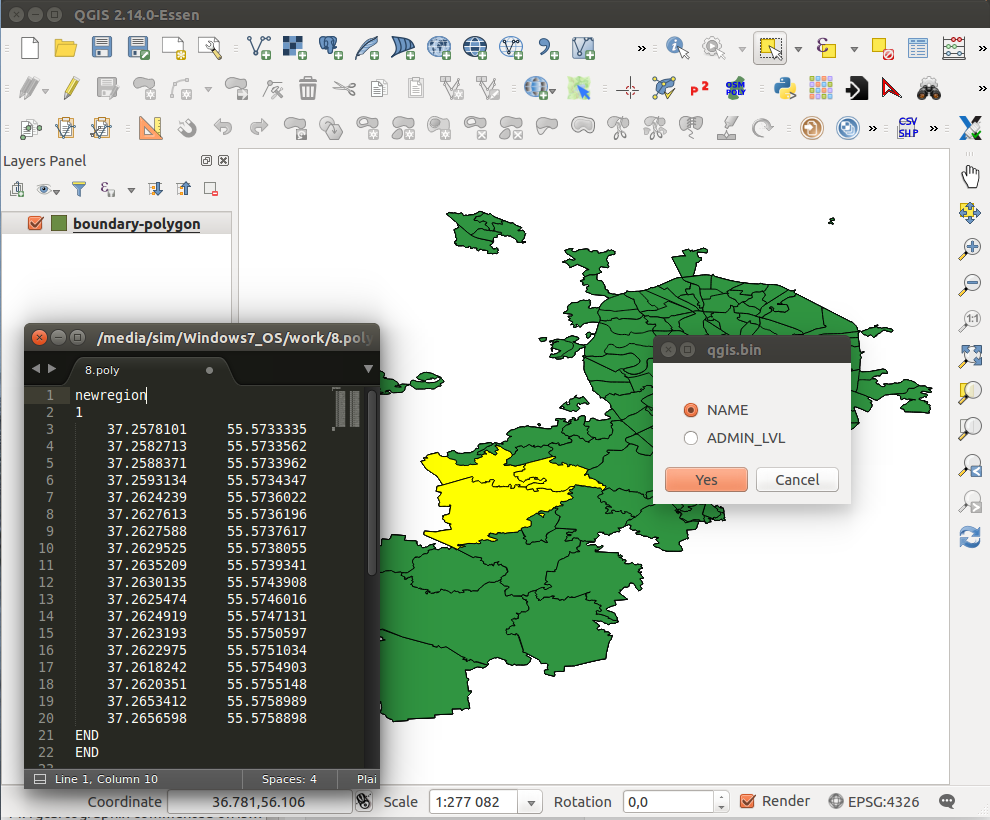 QGIS 2.14.0-Essen
»
P2
OSM
POLY
»
»
CSV
SHP
»
Layers Panel
boundary-polygon
1:1
/media/sim/Windows7_OS/work/8.poly
8.poly
1 newregion
2 1
3 37.2578101 55.5733335
4 37.2582713 55.5733562
5 37.2588371 55.5733962
6 37.2593134 55.5734347
7 37.2624239 55.5736022
8 37.2627613 55.5736196
9 37.2627588 55.5737617
10 37.2629525 55.5738055
11 37.2635209 55.5739341
12 37.2630135 55.5743908
13 37.2625474 55.5746016
14 37.2624919 55.5747131
15 37.2623193 55.5750597
16 37.2622975 55.5751034
17 37.2618242 55.5754903
18 37.2620351 55.5755148
19 37.2653412 55.5758989
20 37.2656598 55.5758898
21 END
22 END
Line 1, Column 10 Spaces: 4 Plai
qgis.bin
NAME
ADMIN_LVL
Yes Cancel
Coordinate 36.781,56.106 Scale 1:277 082 Rotation 0,0 Render EPSG:4326